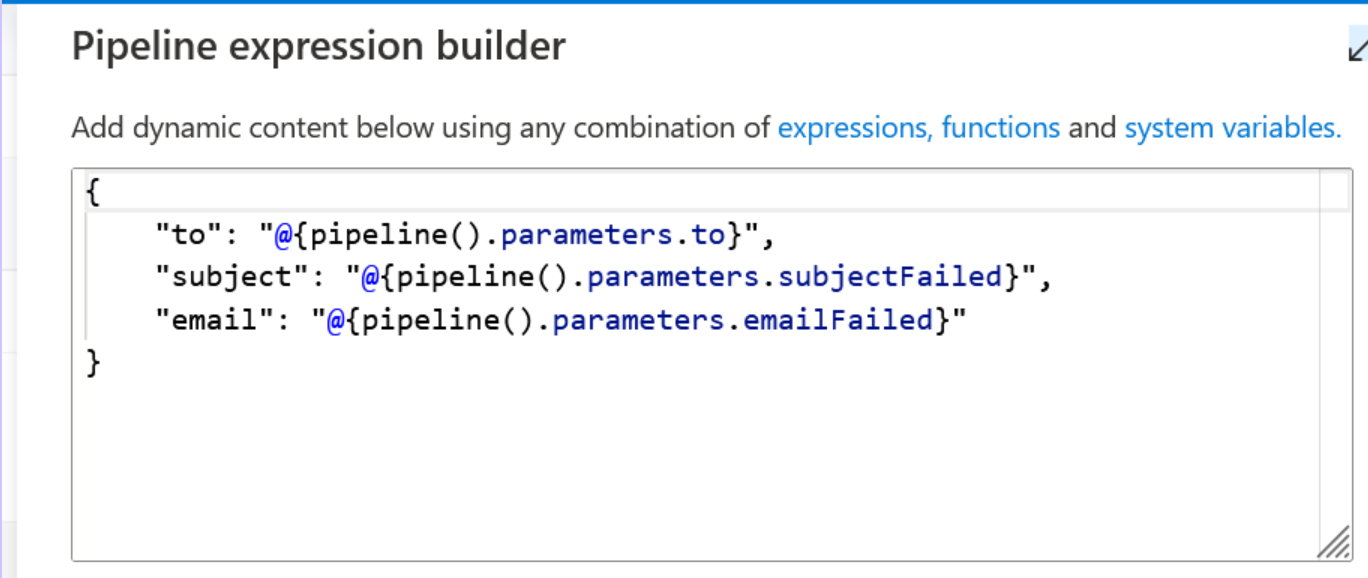 Pipeline expression builder
Add dynamic content below using any combination of expressions, functions and system variables.
{
    "to": "@{pipeline().parameters.to}",
    "subject": "@{pipeline().parameters.subjectFailed}",
    "email": "@{pipeline().parameters.emailFailed}"
}